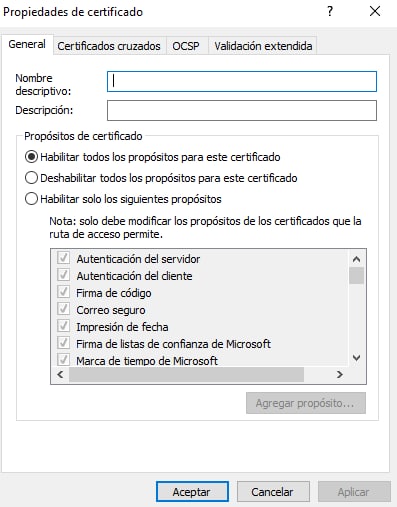 Propiedades de certificado
General Certificados cruzados OCSP Validación extendida
Nombre
descriptivo:
Descripción:
Propósitos de certificado
Habilitar todos los propósitos para este certificado
Deshabilitar todos los propósitos para este certificado
Habilitar solo los siguientes propósitos
Nota: solo debe modificar los propósitos de los certificados que la
ruta de acceso permite.
Autenticación del servidor
Autenticación del cliente
Firma de código
Correo seguro
Impresión de fecha
Firma de listas de confianza de Microsoft
Marca de tiempo de Microsoft
Agregar propósito...
Aceptar Cancelar Aplicar